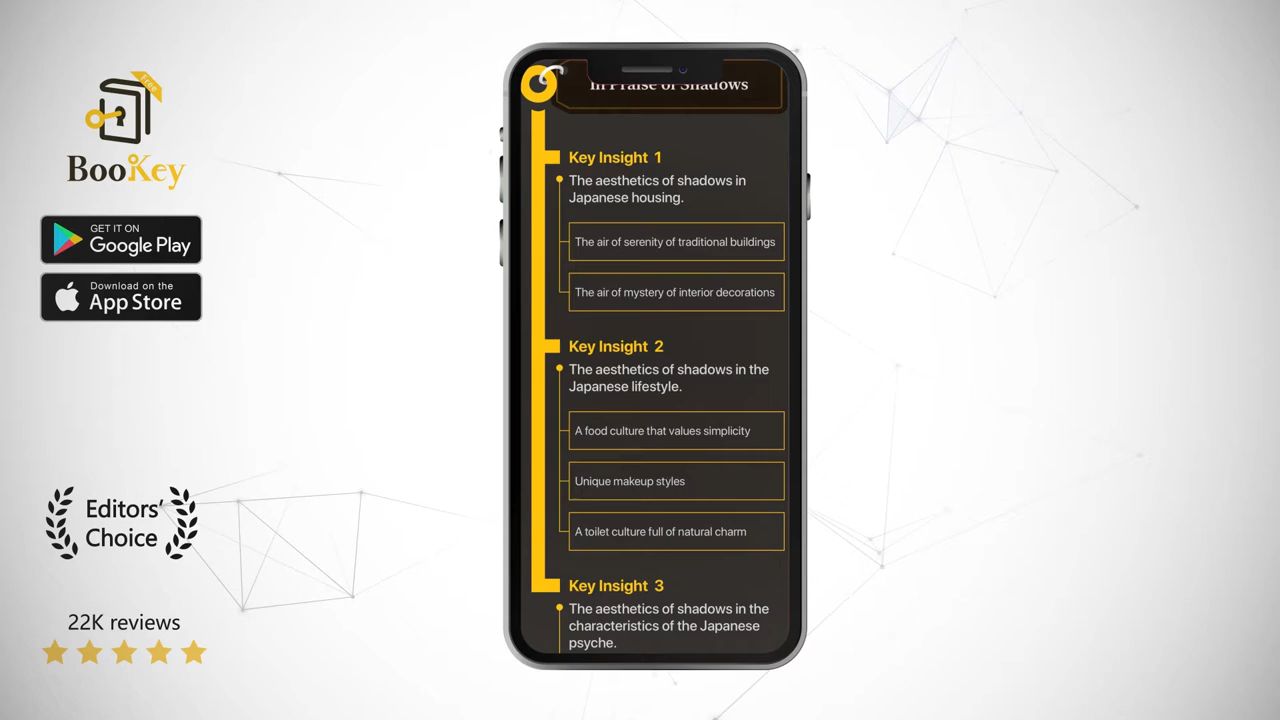 Free
BooKey
GET IT ON
Google Play
Download on the
App Store
Editors'
Choice
22K reviews
In Praise of Shadows
Key Insight 1
The aesthetics of shadows in
Japanese housing.
The air of serenity of traditional buildings
The air of mystery of interior decorations
Key Insight 2
The aesthetics of shadows in the
Japanese lifestyle.
A food culture that values simplicity
Unique makeup styles
A toilet culture full of natural charm
Key Insight 3
The aesthetics of shadows in the
characteristics of the Japanese
psyche.